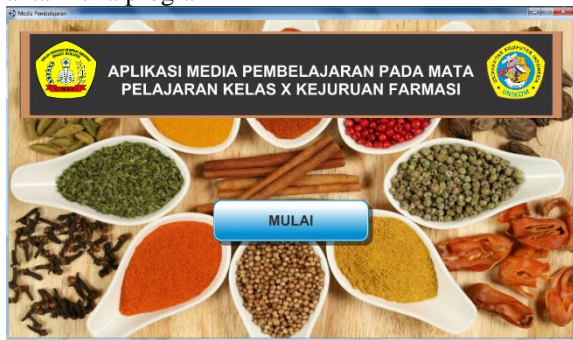 Media Pembelajaran
APLIKASI MEDIA PEMBELAJARAN PADA MATA
PELAJARAN KELAS X KEJURUAN FARMASI
UNIKOM
MULAI